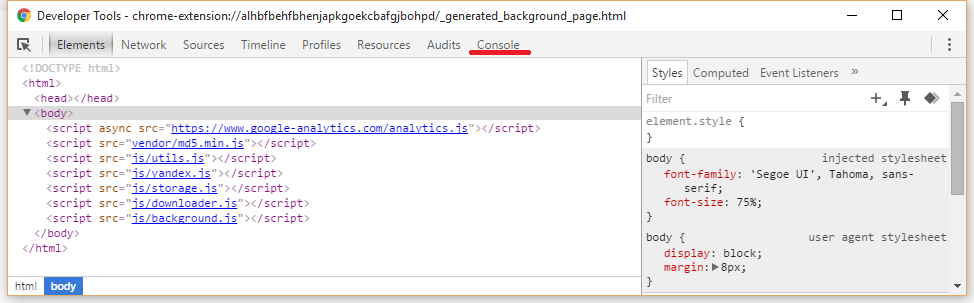 Developer Tools - chrome-extension://alhbfbehfbhenjapkgoekcbafgjbohpd/_generated_background_page.html
Elements Network Sources Timeline Profiles Resources Audits Console
<!DOCTYPE html>
<html>
<head></head>
<body>
<script async src="https://www.google-analytics.com/analytics.js"></script>
<script src="vendor/md5.min.js"></script>
<script src="js/utils.js"></script>
<script src="js/yandex.js"></script>
<script src="js/storage.js"></script>
<script src="js/downloader.js"></script>
<script src="js/background.js"></script>
</body>
</html>
html body
Styles Computed Event Listeners »
Filter
element.style {
}
body { injected stylesheet
font-family: 'Segoe UI', Tahoma, sans-
serif;
font-size: 75%;
}
body { user agent stylesheet
display: block;
margin: 8px;
}